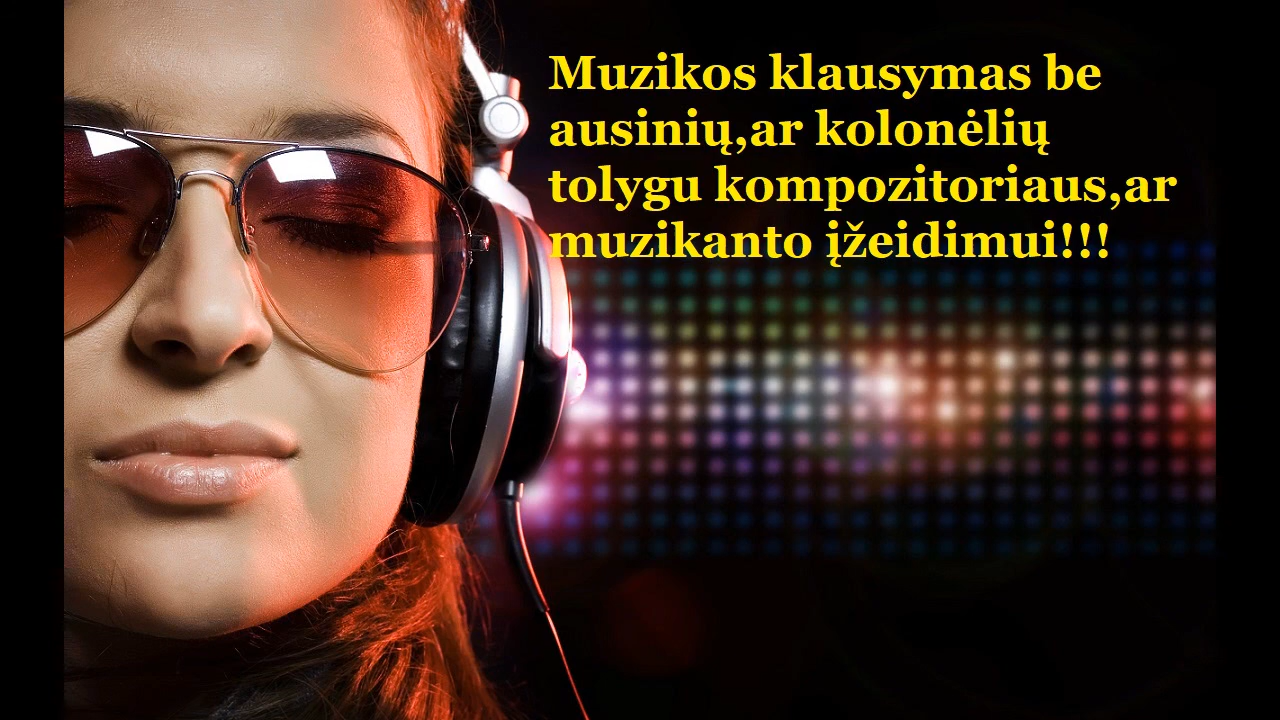 Muzikos klausymas be
ausinių,ar kolonėlių
tolygu kompozitoriaus,ar
muzikanto įžeidimui!!!